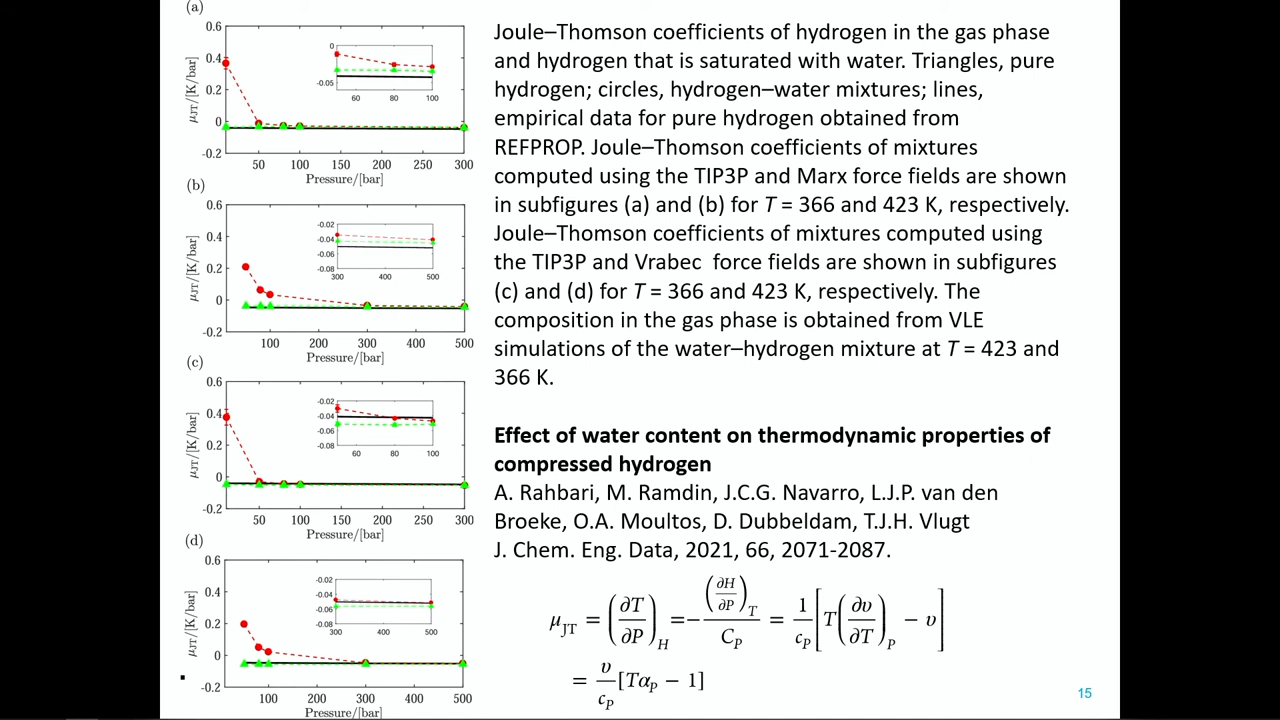 (a)
0.6
0.4
0.2
0
-0.2
μJT/[K/bar]
0
-0.05
60 80 100
50 100 150 200 250 300
Pressure/[bar]
(b)
0.6
0.4
0.2
0
-0.2
μJT/[K/bar]
-0.02
-0.04
-0.06
-0.08
300 400 500
100 200 300 400 500
Pressure/[bar]
(c)
0.6
0.4
0.2
0
-0.2
μJT/[K/bar]
-0.02
-0.04
-0.06
-0.08
60 80 100
50 100 150 200 250 300
Pressure/[bar]
(d)
0.6
0.4
0.2
0
-0.2
μJT/[K/bar]
-0.02
-0.04
-0.06
-0.08
300 400 500
100 200 300 400 500
Pressure/[bar]
Joule–Thomson coefficients of hydrogen in the gas phase
and hydrogen that is saturated with water. Triangles, pure
hydrogen; circles, hydrogen–water mixtures; lines,
empirical data for pure hydrogen obtained from
REFPROP. Joule–Thomson coefficients of mixtures
computed using the TIP3P and Marx force fields are shown
in subfigures (a) and (b) for T = 366 and 423 K, respectively.
Joule–Thomson coefficients of mixtures computed using
the TIP3P and Vrabec force fields are shown in subfigures
(c) and (d) for T = 366 and 423 K, respectively. The
composition in the gas phase is obtained from VLE
simulations of the water–hydrogen mixture at T = 423 and
366 K.
Effect of water content on thermodynamic properties of
compressed hydrogen
A. Rahbari, M. Ramdin, J.C.G. Navarro, L.J.P. van den
Broeke, O.A. Moultos, D. Dubbeldam, T.J.H. Vlugt
J. Chem. Eng. Data, 2021, 66, 2071-2087.
μJT = (∂T/∂P)H =- (∂H/∂P)T / CP = 1/cP [T(∂υ/∂T)P − υ]
= υ/cP [TαP − 1]
15